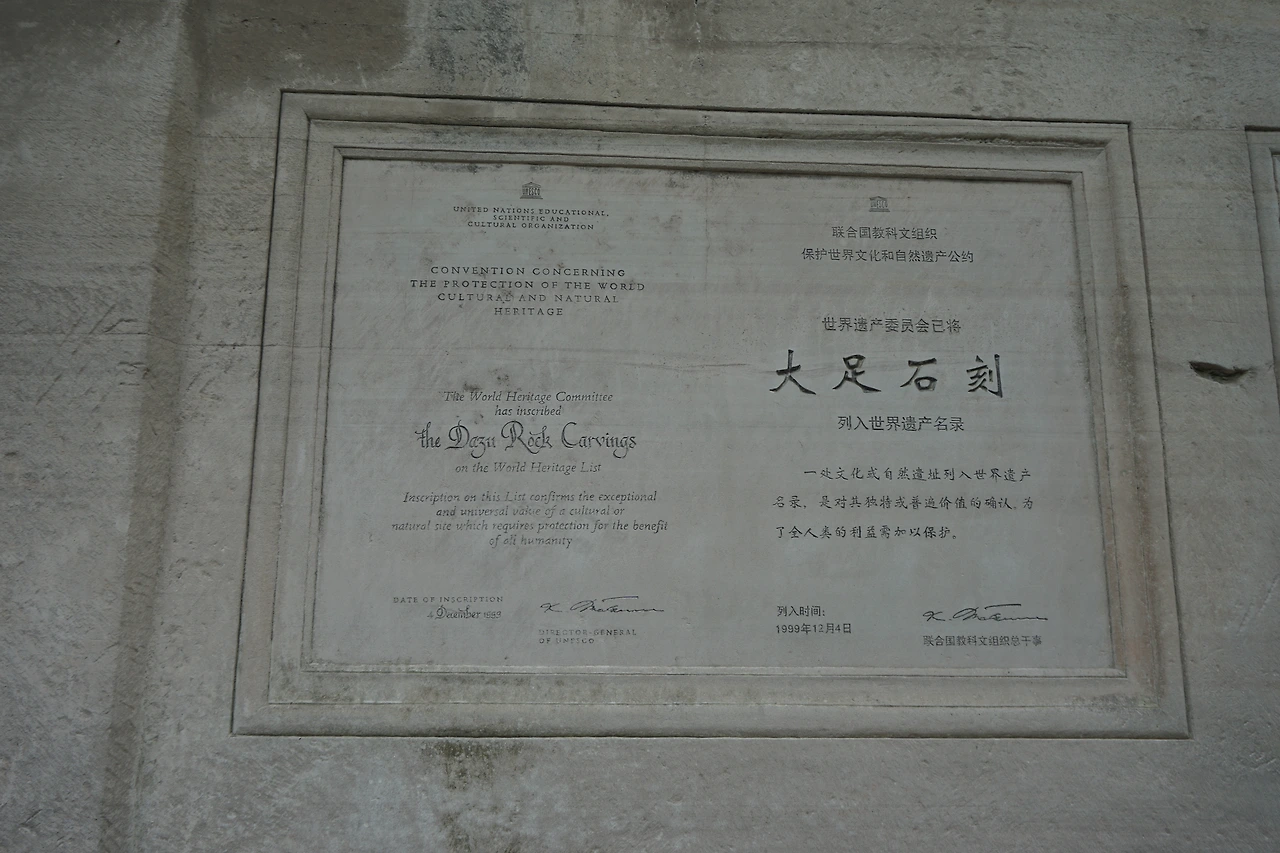 UNITED NATIONS EDUCATIONAL,
SCIENTIFIC AND
CULTURAL ORGANIZATION
CONVENTION CONCERNING
THE PROTECTION OF THE WORLD
CULTURAL AND NATURAL
HERITAGE
The World Heritage Committee
has inscribed
the Dazu Rock Carvings
on the World Heritage List
Inscription on this List confirms the exceptional
and universal value of a cultural or
natural site which requires protection for the benefit
of all humanity
DATE OF INSCRIPTION
4 December
DIRECTOR-GENERAL
OF UNESCO
联合国教科文组织
保护世界文化和自然遗产公约
世界遗产委员会已将
大足石刻
列入世界遗产名录
一处文化或自然遗址列入世界遗产
名录，是对其独特或普遍价值的确认，为
了全人类的利益需加以保护。
列入时间：
1999年12月4日
联合国教科文组织总干事